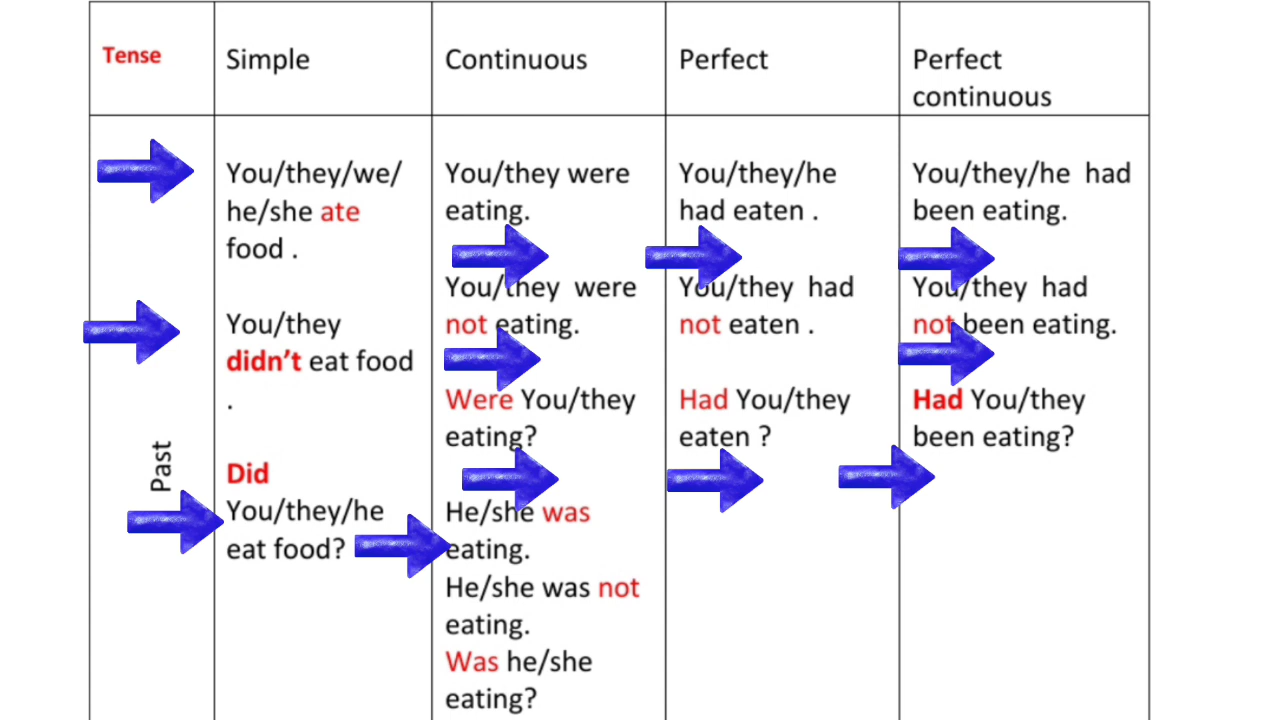 Tense
Simple
Continuous
Perfect
Perfect
continuous
Past
You/they/we/
he/she ate
food .
You/they
didn't eat food
.
Did
You/they/he
eat food?
You/they were
eating.
You/they  were
not eating.
Were You/they
eating?
He/she was
eating.
He/she was not
eating.
Was he/she
eating?
You/they/he
had eaten .
You/they  had
not eaten .
Had You/they
eaten ?
You/they/he  had
been eating.
You/they  had
not been eating.
Had You/they
been eating?